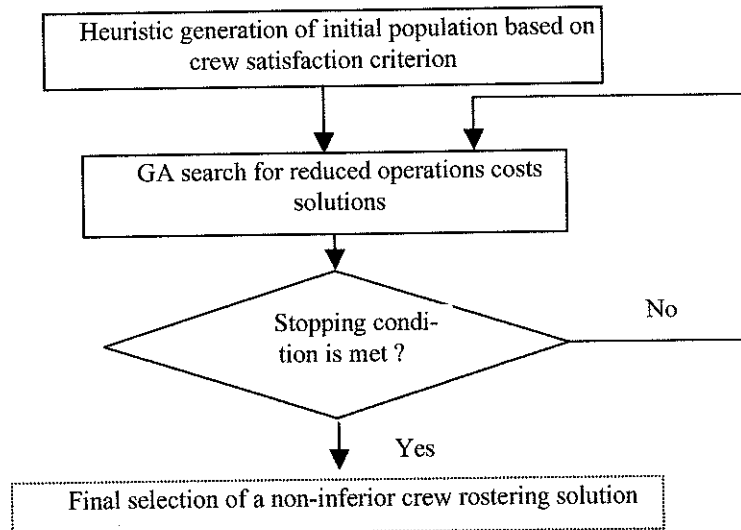 Heuristic generation of initial population based on
crew satisfaction criterion
GA search for reduced operations costs
solutions
Stopping condi-
tion is met ?
No
Yes
Final selection of a non-inferior crew rostering solution